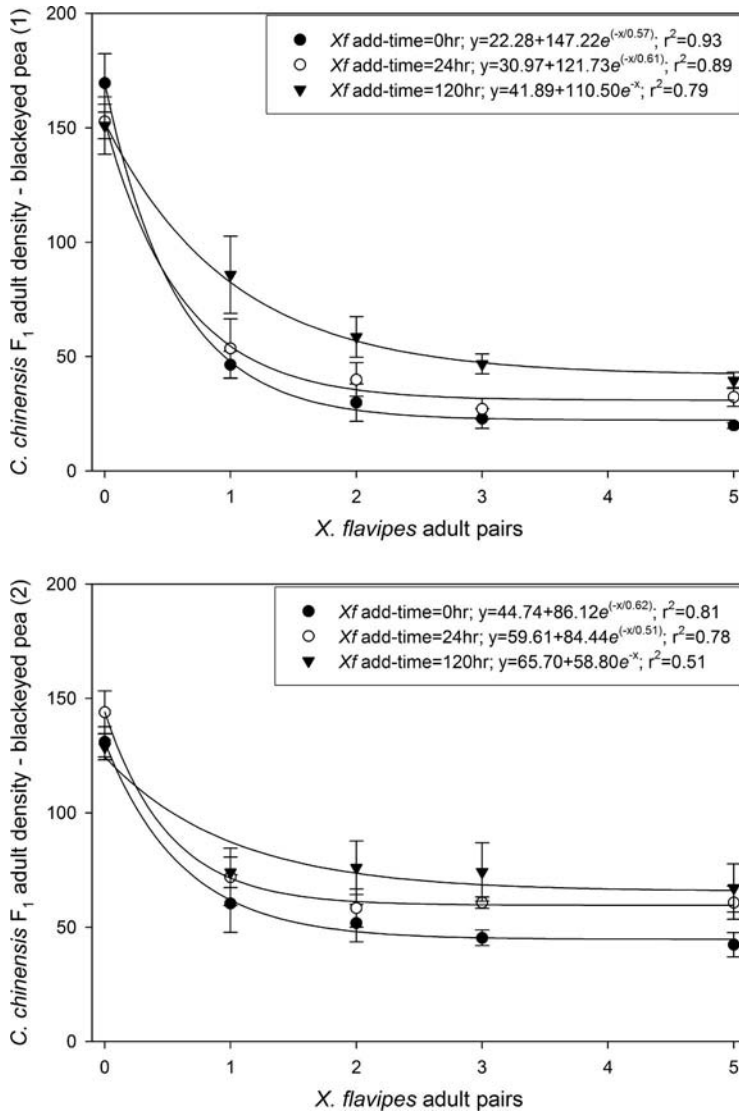 C. chinensis F₁ adult density - blackeyed pea (1)
200
150
100
50
0
Xf add-time=0hr; y=22.28+147.22e^(-x/0.57); r²=0.93
Xf add-time=24hr; y=30.97+121.73e^(-x/0.61); r²=0.89
Xf add-time=120hr; y=41.89+110.50e^-x; r²=0.79
0 1 2 3 4 5
X. flavipes adult pairs
C. chinensis F₁ adult density - blackeyed pea (2)
200
150
100
50
0
Xf add-time=0hr; y=44.74+86.12e^(-x/0.62); r²=0.81
Xf add-time=24hr; y=59.61+84.44e^(-x/0.51); r²=0.78
Xf add-time=120hr; y=65.70+58.80e^-x; r²=0.51
0 1 2 3 4 5
X. flavipes adult pairs